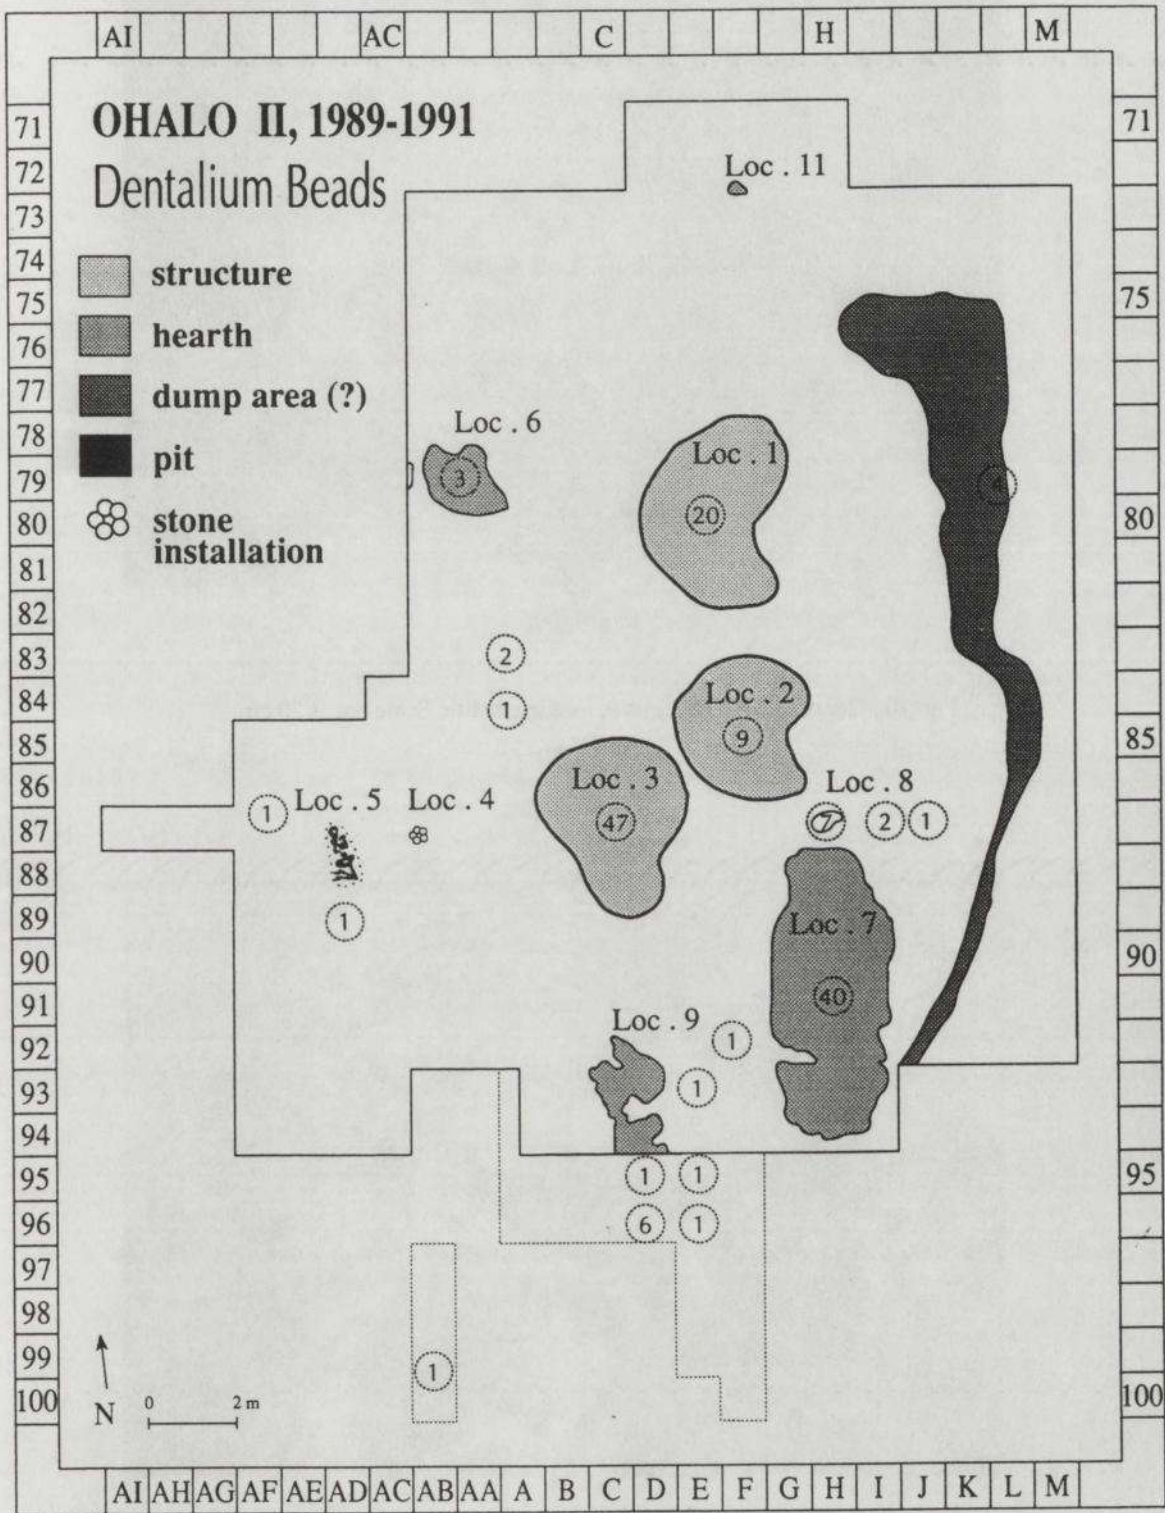 AI AC C H M
OHALO II, 1989-1991
Dentalium Beads
structure
hearth
dump area (?)
pit
stone
installation
71
72
73
74
75
76
77
78
79
80
81
82
83
84
85
86
87
88
89
90
91
92
93
94
95
96
97
98
99
100
71
75
80
85
90
95
100
Loc . 11
Loc . 6
3
Loc . 1
20
4
2
1
Loc . 2
9
Loc . 3
47
Loc . 8
7 2 1
1
Loc . 5
Loc . 4
1
Loc . 7
40
Loc . 9
1
1
1 1
6 1
1
N
0 2 m
AI AH AG AF AE AD AC AB AA A B C D E F G H I J K L M